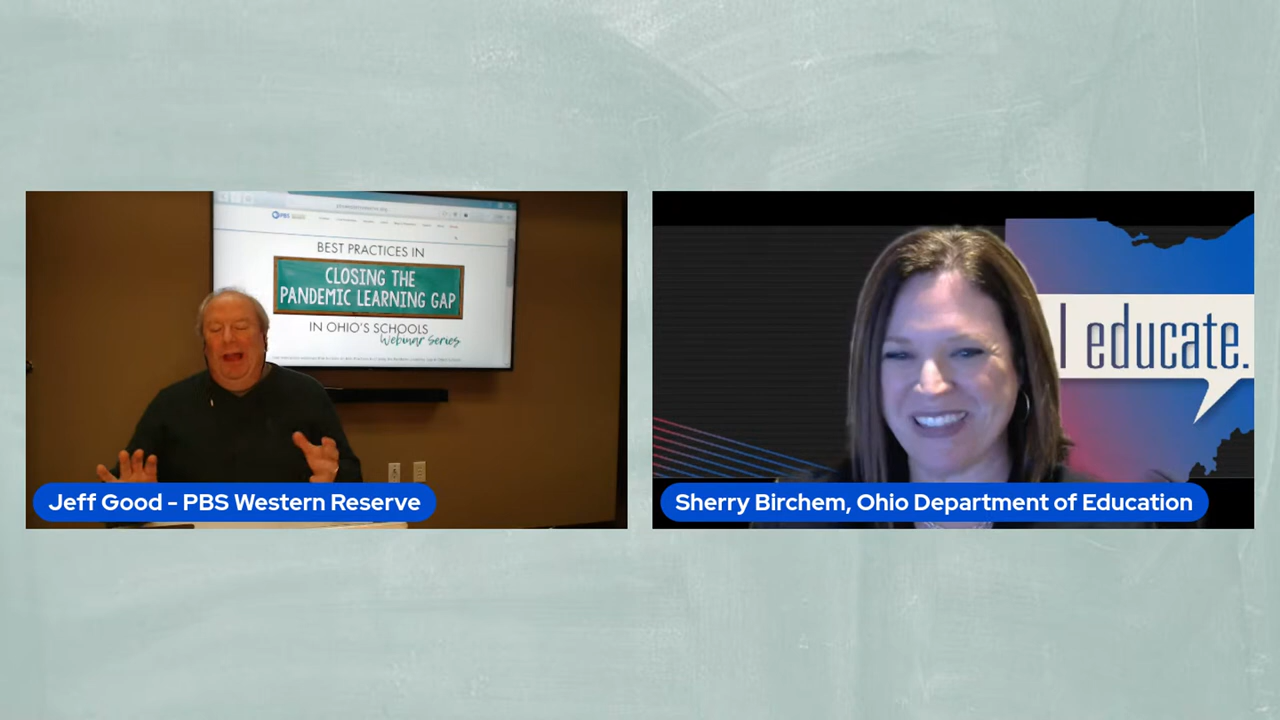 PBS
BEST PRACTICES IN
CLOSING THE
PANDEMIC LEARNING GAP
IN OHIO'S SCHOOLS
Webinar Series
I educate.
Jeff Good - PBS Western Reserve
Sherry Birchem, Ohio Department of Education